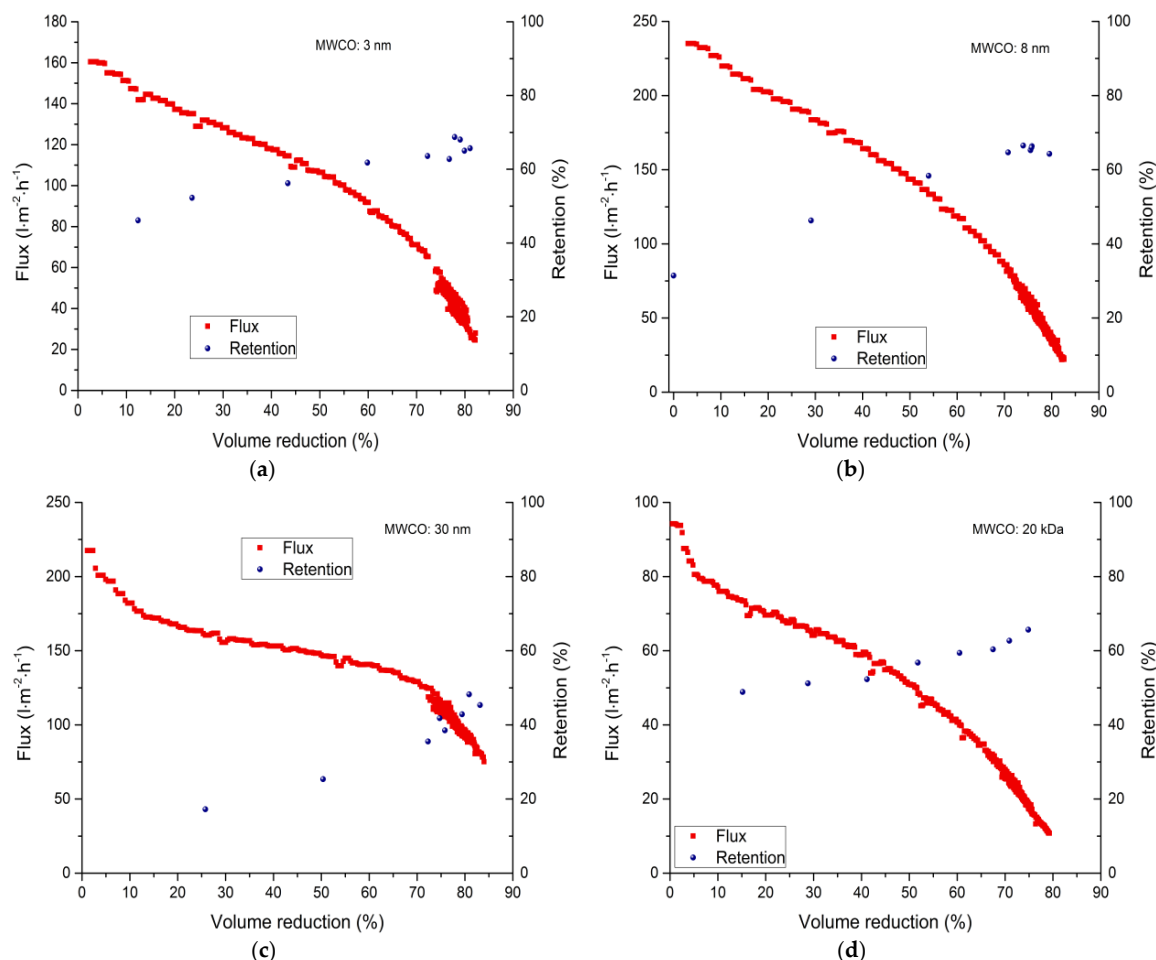 MWCO: 3 nm
Flux (l·m⁻²·h⁻¹)
180
160
140
120
100
80
60
40
20
0
Flux
Retention
Retention (%)
100
80
60
40
20
0
0 10 20 30 40 50 60 70 80 90
Volume reduction (%)
(a)
MWCO: 8 nm
Flux (l·m⁻²·h⁻¹)
250
200
150
100
50
0
Flux
Retention
Retention (%)
100
80
60
40
20
0
0 10 20 30 40 50 60 70 80 90
Volume reduction (%)
(b)
MWCO: 30 nm
Flux (l·m⁻²·h⁻¹)
250
200
150
100
50
0
Flux
Retention
Retention (%)
100
80
60
40
20
0
0 10 20 30 40 50 60 70 80 90
Volume reduction (%)
(c)
MWCO: 20 kDa
Flux (l·m⁻²·h⁻¹)
100
80
60
40
20
0
Flux
Retention
Retention (%)
100
80
60
40
20
0
0 10 20 30 40 50 60 70 80 90
Volume reduction (%)
(d)